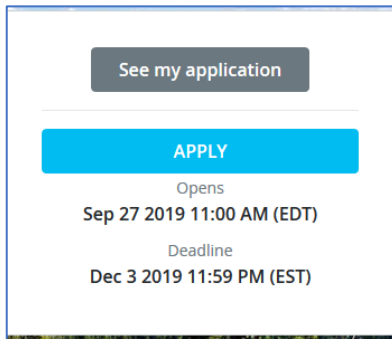 See my application
APPLY
Opens
Sep 27 2019 11:00 AM (EDT)
Deadline
Dec 3 2019 11:59 PM (EST)